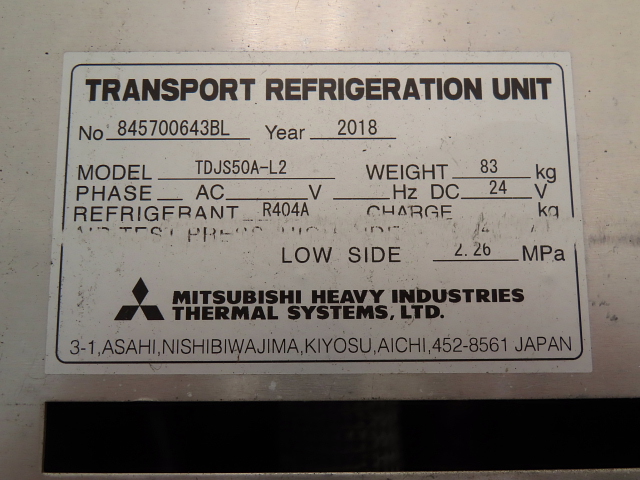 TRANSPORT REFRIGERATION UNIT
No 845700643BL Year 2018
MODEL TDJS50A-L2 WEIGHT 83 kg
PHASE AC V Hz DC 24 V
REFRIGERANT R404A CHARGE kg
LOW SIDE 2.26 MPa
MITSUBISHI HEAVY INDUSTRIES
THERMAL SYSTEMS, LTD.
3-1,ASAHI,NISHIBIWAJIMA,KIYOSU,AICHI,452-8561 JAPAN